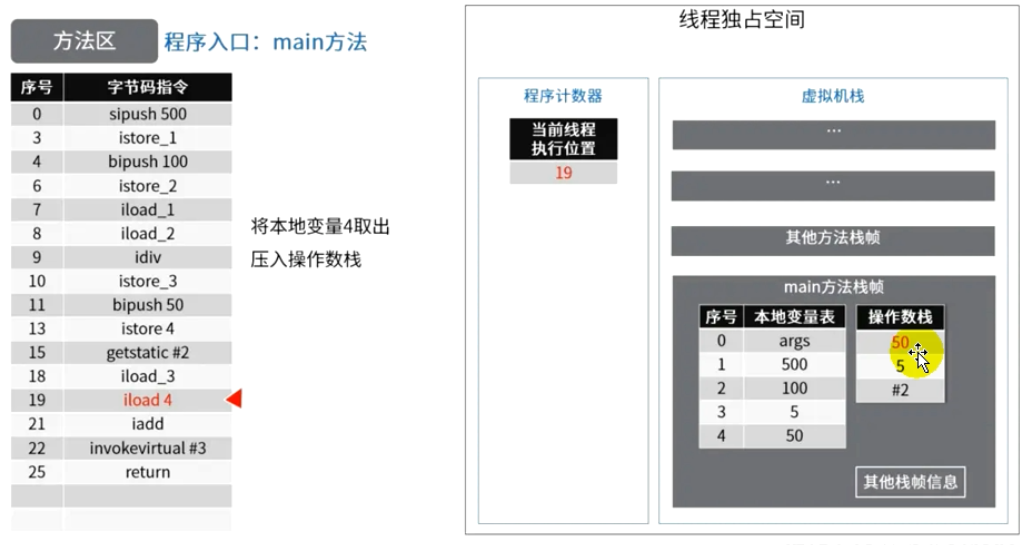 方法区 程序入口：main方法
序号 字节码指令
0 sipush 500
3 istore_1
4 bipush 100
6 istore_2
7 iload_1
8 iload_2
9 idiv
10 istore_3
11 bipush 50
13 istore 4
15 getstatic #2
18 iload_3
19 iload 4
21 iadd
22 invokevirtual #3
25 return
将本地变量4取出
压入操作数栈
线程独占空间
程序计数器
当前线程
执行位置
19
虚拟机栈
...
...
其他方法栈帧
main方法栈帧
序号 本地变量表
0 args
1 500
2 100
3 5
4 50
操作数栈
50
5
#2
其他栈帧信息